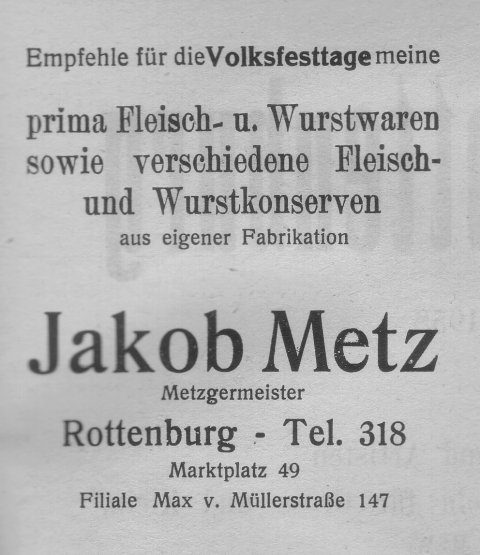 Empfehle für die Volksfesttage meine
prima Fleisch- u. Wurstwaren
sowie verschiedene Fleisch-
und Wurstkonserven
aus eigener Fabrikation
Jakob Metz
Metzgermeister
Rottenburg - Tel. 318
Marktplatz 49
Filiale Max v. Müllerstraße 147